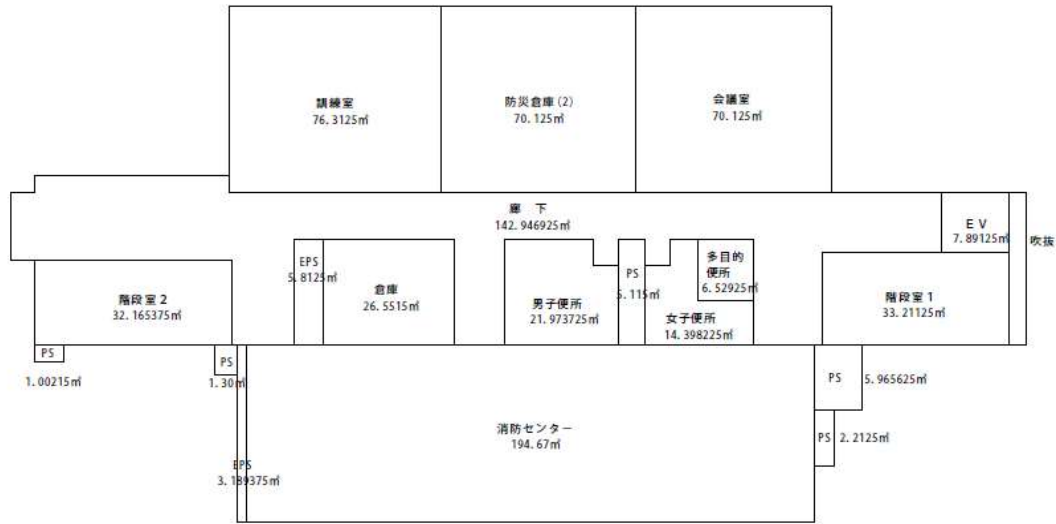 訓練室
76.3125㎡
防災倉庫(2)
70.125㎡
会議室
70.125㎡
廊　下
142.946925㎡
ＥＶ
7.89125㎡
吹抜
EPS
5.8125㎡
倉庫
26.5515㎡
男子便所
21.973725㎡
PS
5.115㎡
多目的
便所
6.52925㎡
女子便所
14.398225㎡
階段室２
32.165375㎡
階段室１
33.21125㎡
PS
1.00215㎡
PS
1.30㎡
PS
5.965625㎡
消防センター
194.67㎡
PS
2.2125㎡
EPS
3.189375㎡